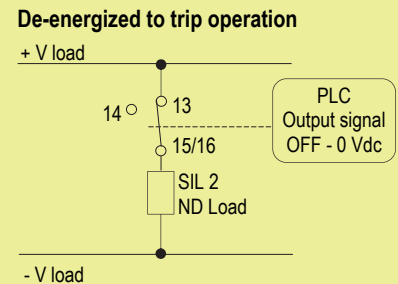 De-energized to trip operation
+ V load
14
13
PLC
Output signal
OFF - 0 Vdc
15/16
SIL 2
ND Load
- V load